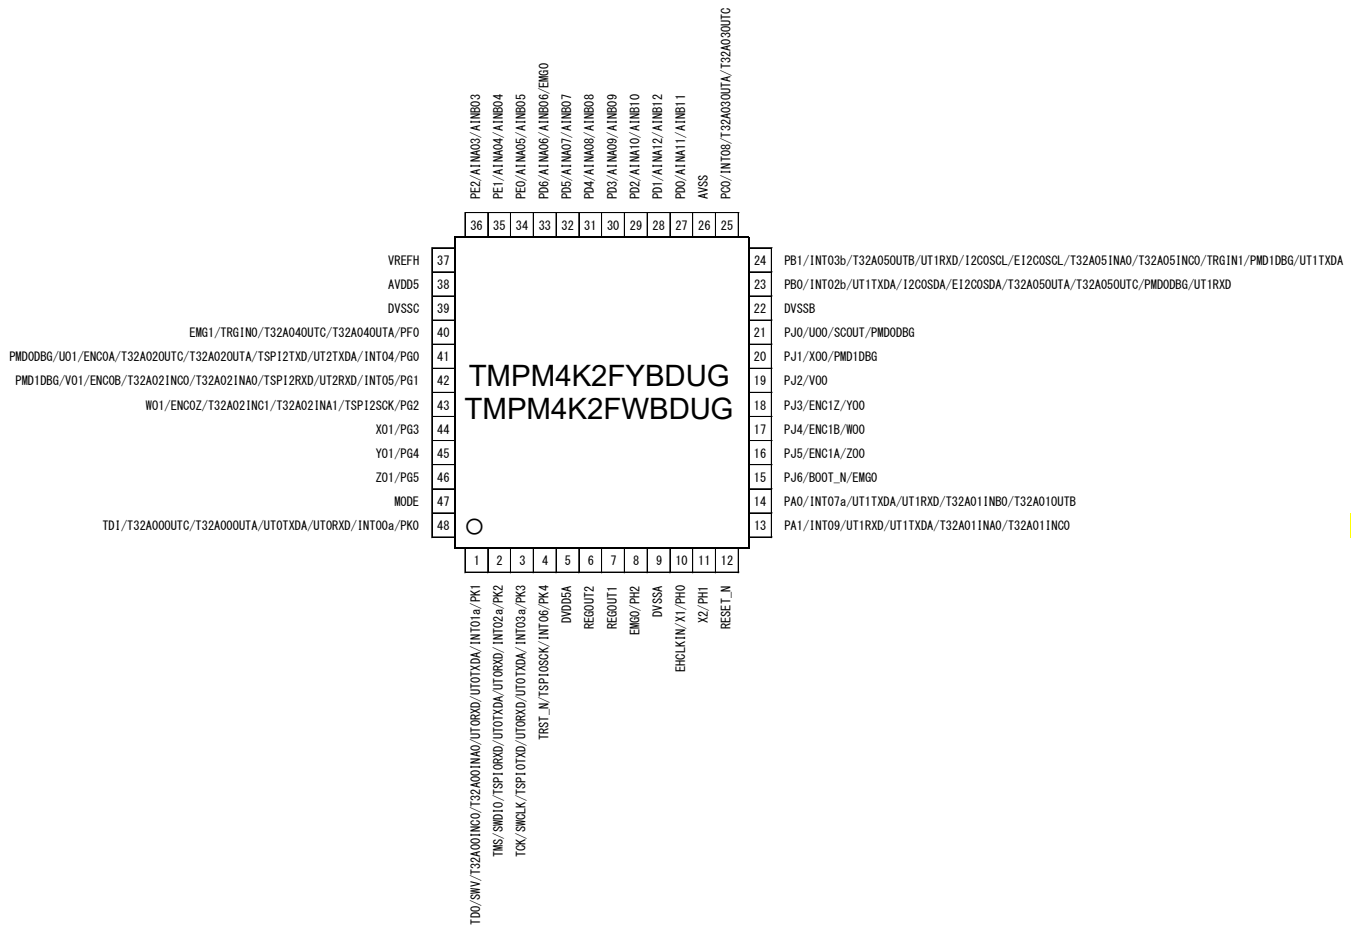 PE2/AINA03/AINB03
PE1/AINA04/AINB04
PE0/AINA05/AINB05
PD6/AINA06/AINB06/EMG0
PD5/AINA07/AINB07
PD4/AINA08/AINB08
PD3/AINA09/AINB09
PD2/AINA10/AINB10
PD1/AINA12/AINB12
PD0/AINA11/AINB11
AVSS
PC0/INT08/T32A03OUTA/T32A03OUTC
36 35 34 33 32 31 30 29 28 27 26 25
VREFH 37
AVDD5 38
DVSSC 39
EMG1/TRGIN0/T32A04OUTC/T32A04OUTA/PF0 40
PMD0DBG/UO1/ENC0A/T32A02OUTC/T32A02OUTA/TSPI2TXD/UT2TXDA/INT04/PG0 41
PMD1DBG/VO1/ENC0B/T32A02INC0/T32A02INA0/TSPI2RXD/UT2RXD/INT05/PG1 42
WO1/ENC0Z/T32A02INC1/T32A02INA1/TSPI2SCK/PG2 43
XO1/PG3 44
YO1/PG4 45
ZO1/PG5 46
MODE 47
TDI/T32A00OUTC/T32A00OUTA/UT0TXDA/UT0RXD/INT00a/PK0 48
TMPM4K2FYBDUG
TMPM4K2FWBDUG
24 PB1/INT03b/T32A05OUTB/UT1RXD/I2C0SCL/EI2C0SCL/T32A05INA0/T32A05INC0/TRGIN1/PMD1DBG/UT1TXDA
23 PB0/INT02b/UT1TXDA/I2C0SDA/EI2C0SDA/T32A05OUTA/T32A05OUTC/PMD0DBG/UT1RXD
22 DVSSB
21 PJ0/UO0/SCOUT/PMD0DBG
20 PJ1/XO0/PMD1DBG
19 PJ2/VO0
18 PJ3/ENC1Z/YO0
17 PJ4/ENC1B/WO0
16 PJ5/ENC1A/ZO0
15 PJ6/BOOT_N/EMG0
14 PA0/INT07a/UT1TXDA/UT1RXD/T32A01INB0/T32A01OUTB
13 PA1/INT09/UT1RXD/UT1TXDA/T32A01INA0/T32A01INC0
1 2 3 4 5 6 7 8 9 10 11 12
TDO/SWV/T32A00INC0/T32A00INA0/UT0RXD/UT0TXDA/INT01a/PK1
TMS/SWDIO/TSPI0RXD/UT0TXDA/UT0RXD/INT02a/PK2
TCK/SWCLK/TSPI0TXD/UT0RXD/UT0TXDA/INT03a/PK3
TRST_N/TSPI0SCK/INT06/PK4
DVDD5A
REGOUT2
REGOUT1
EMG0/PH2
DVSSA
EHCLKIN/X1/PH0
X2/PH1
RESET_N